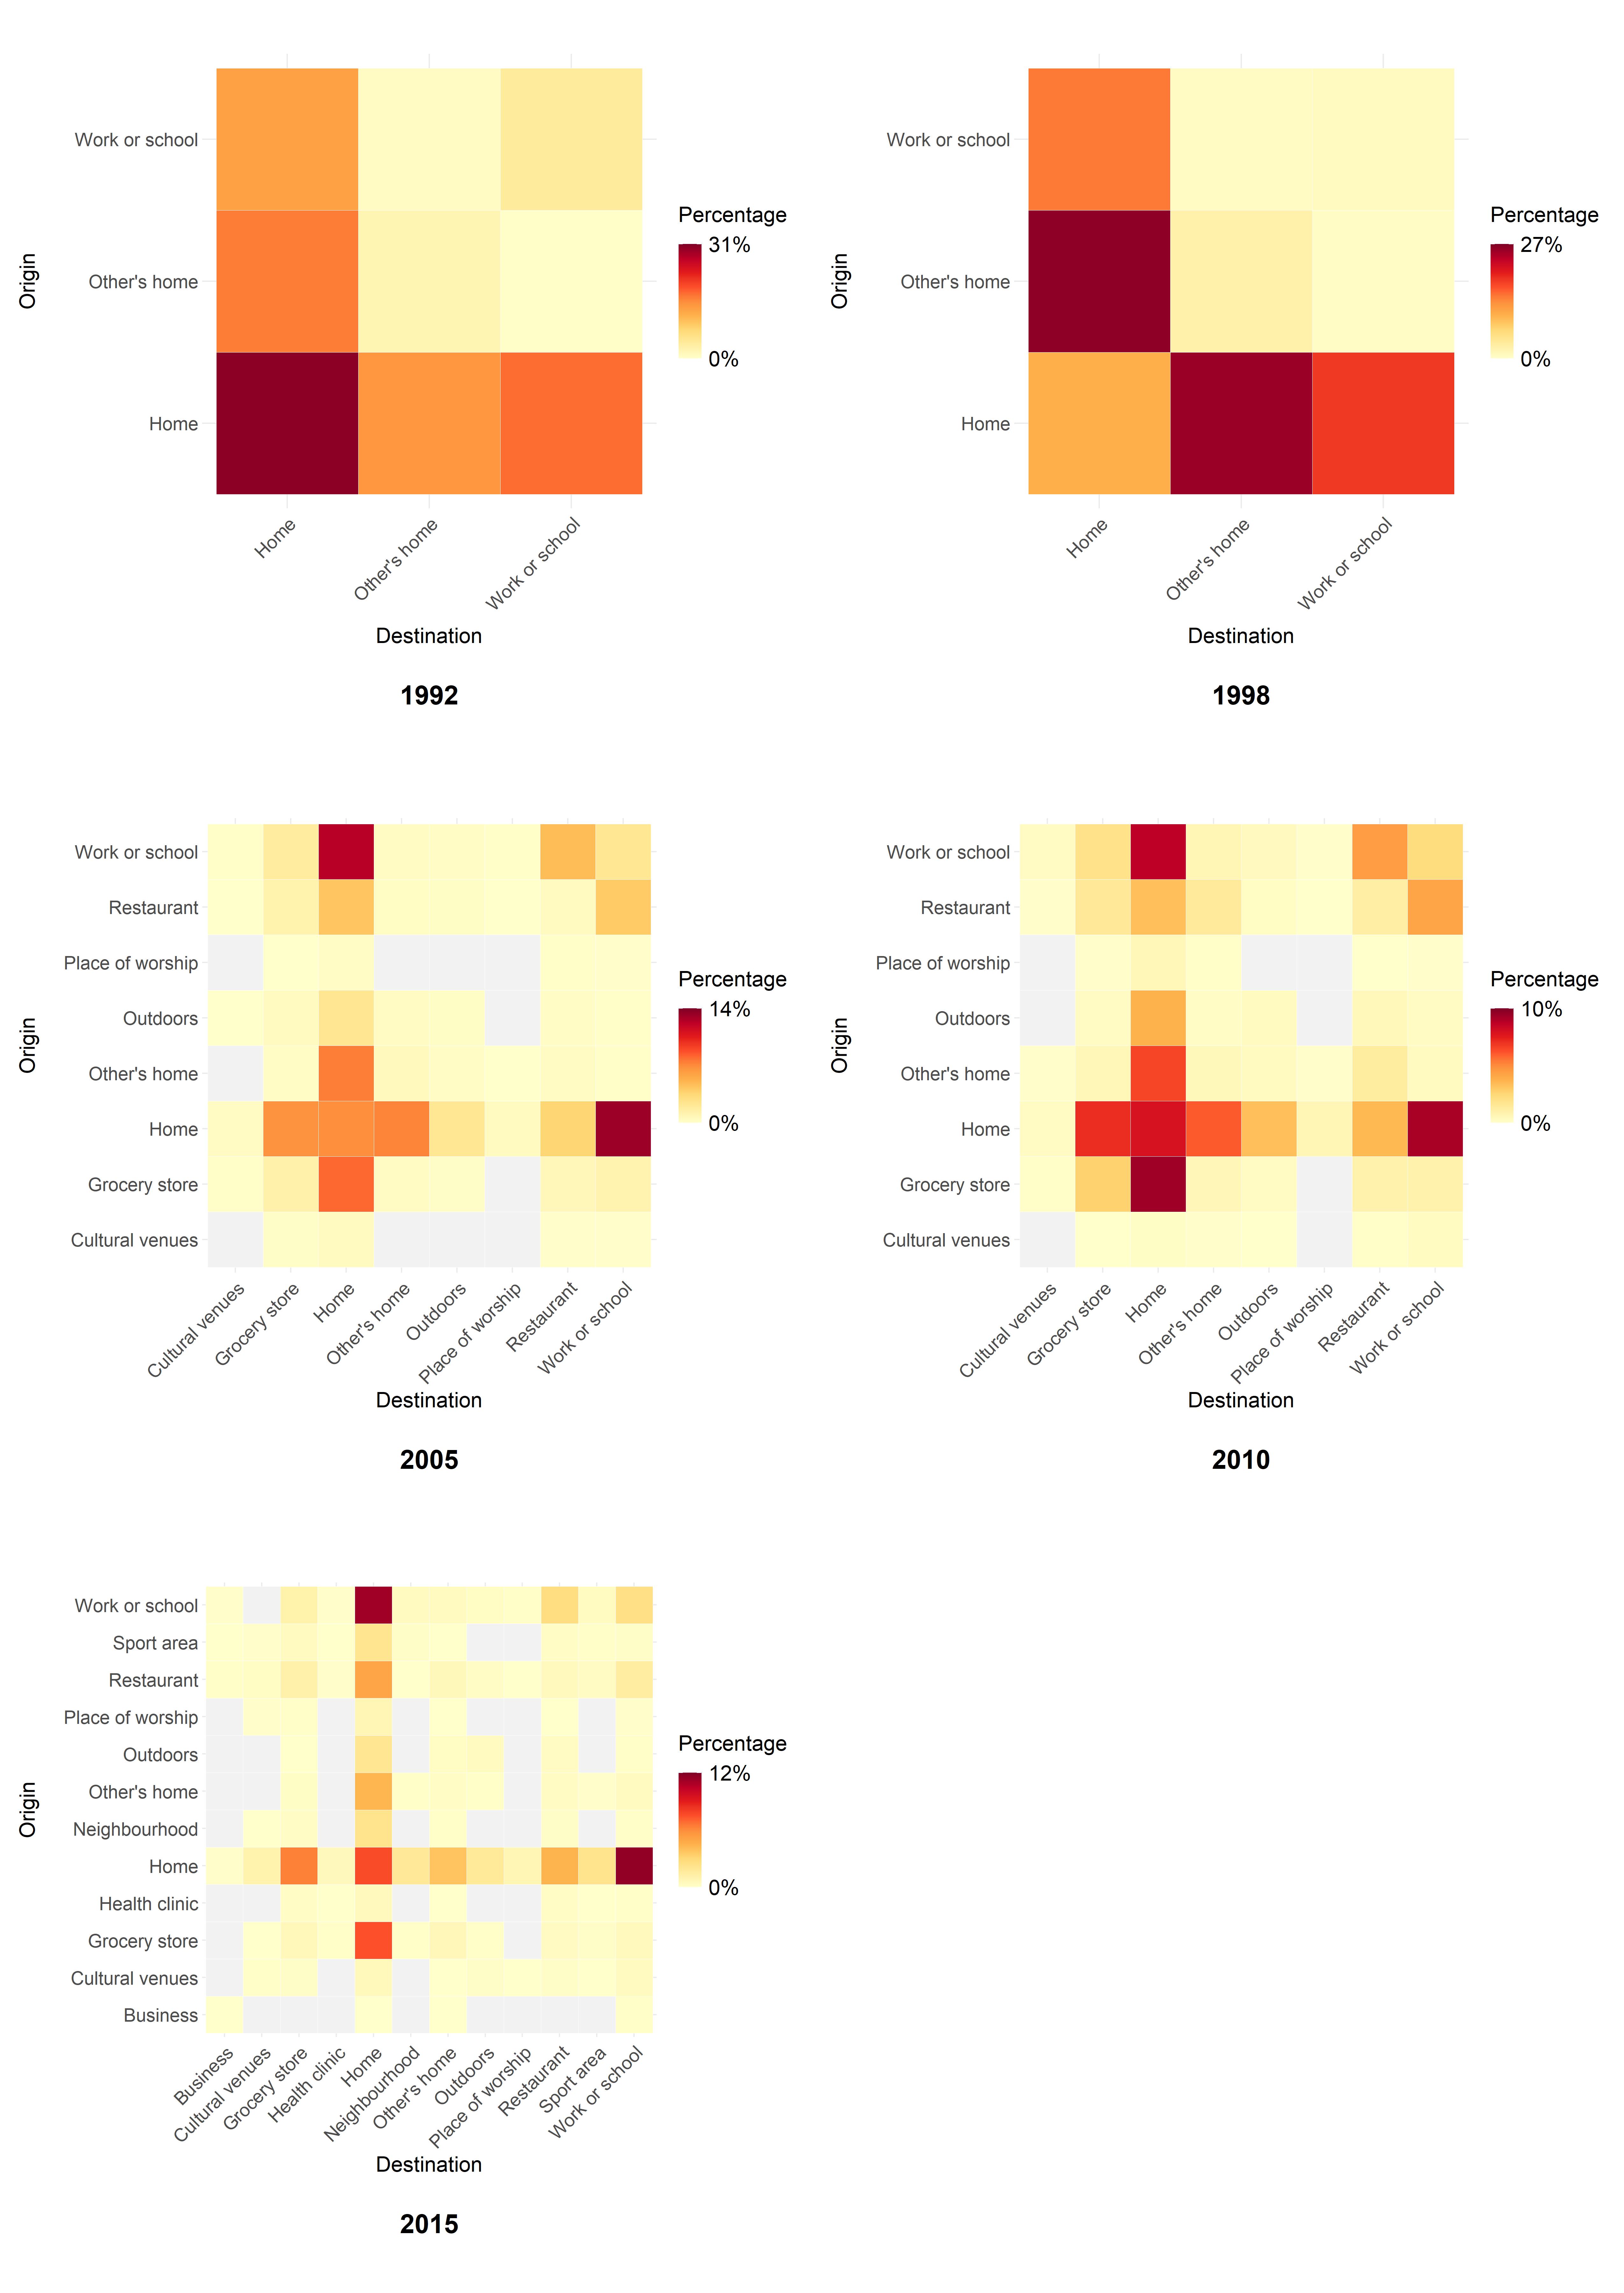 Origin
Work or school
Other's home
Home
Home
Other's home
Work or school
Destination
Percentage
31%
0%
1992
Origin
Work or school
Other's home
Home
Home
Other's home
Work or school
Destination
Percentage
27%
0%
1998
Origin
Work or school
Restaurant
Place of worship
Outdoors
Other's home
Home
Grocery store
Cultural venues
Cultural venues
Grocery store
Home
Other's home
Outdoors
Place of worship
Restaurant
Work or school
Destination
Percentage
14%
0%
2005
Origin
Work or school
Restaurant
Place of worship
Outdoors
Other's home
Home
Grocery store
Cultural venues
Cultural venues
Grocery store
Home
Other's home
Outdoors
Place of worship
Restaurant
Work or school
Destination
Percentage
10%
0%
2010
Origin
Work or school
Sport area
Restaurant
Place of worship
Outdoors
Other's home
Neighbourhood
Home
Health clinic
Grocery store
Cultural venues
Business
Business
Cultural venues
Grocery store
Health clinic
Home
Neighbourhood
Other's home
Outdoors
Place of worship
Restaurant
Sport area
Work or school
Destination
Percentage
12%
0%
2015